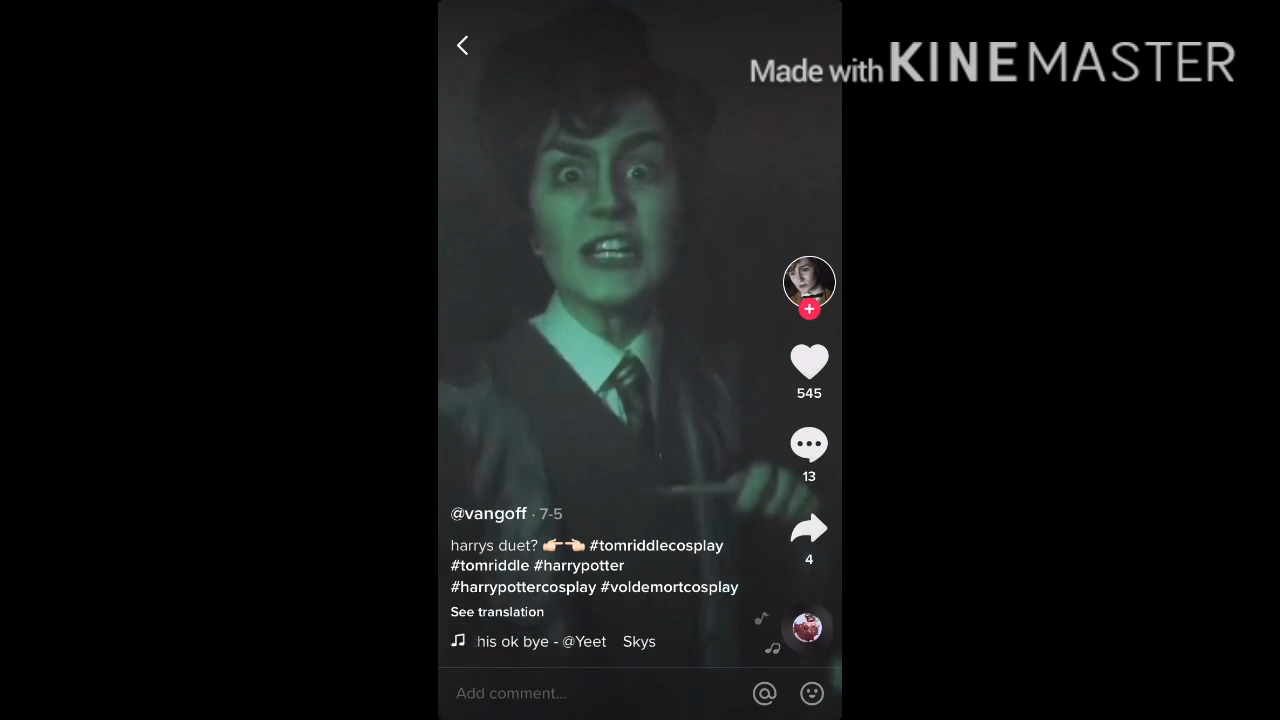 Made with KINEMASTER
545
13
@vangoff · 7-5
harrys duet? 👉🏻👈🏻 #tomriddlecosplay
#tomriddle #harrypotter
#harrypottercosplay #voldemortcosplay
4
See translation
his ok bye - @Yeet Skys
Add comment...